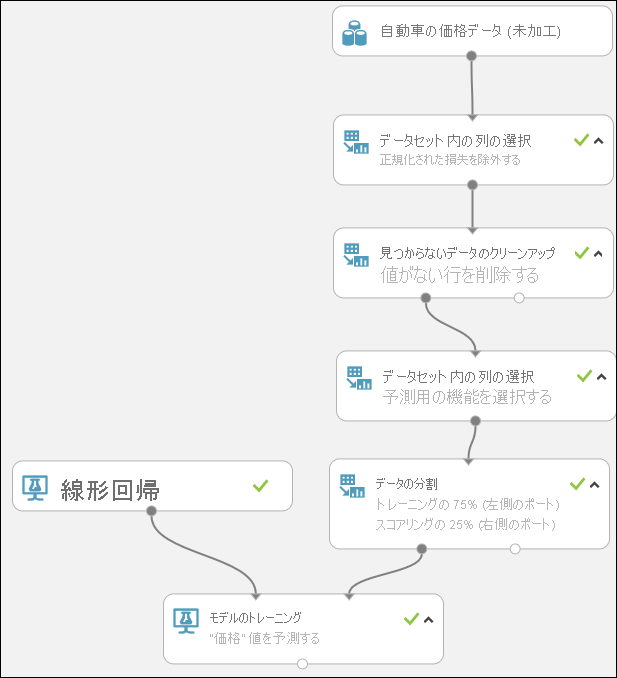 自動車の価格データ (未加工)
データセット内の列の選択
正規化された損失を除外する
見つからないデータのクリーンアップ
値がない行を削除する
データセット内の列の選択
予測用の機能を選択する
データの分割
トレーニングの 75% (左側のポート)
スコアリングの 25% (右側のポート)
線形回帰
モデルのトレーニング
"価格" 値を予測する